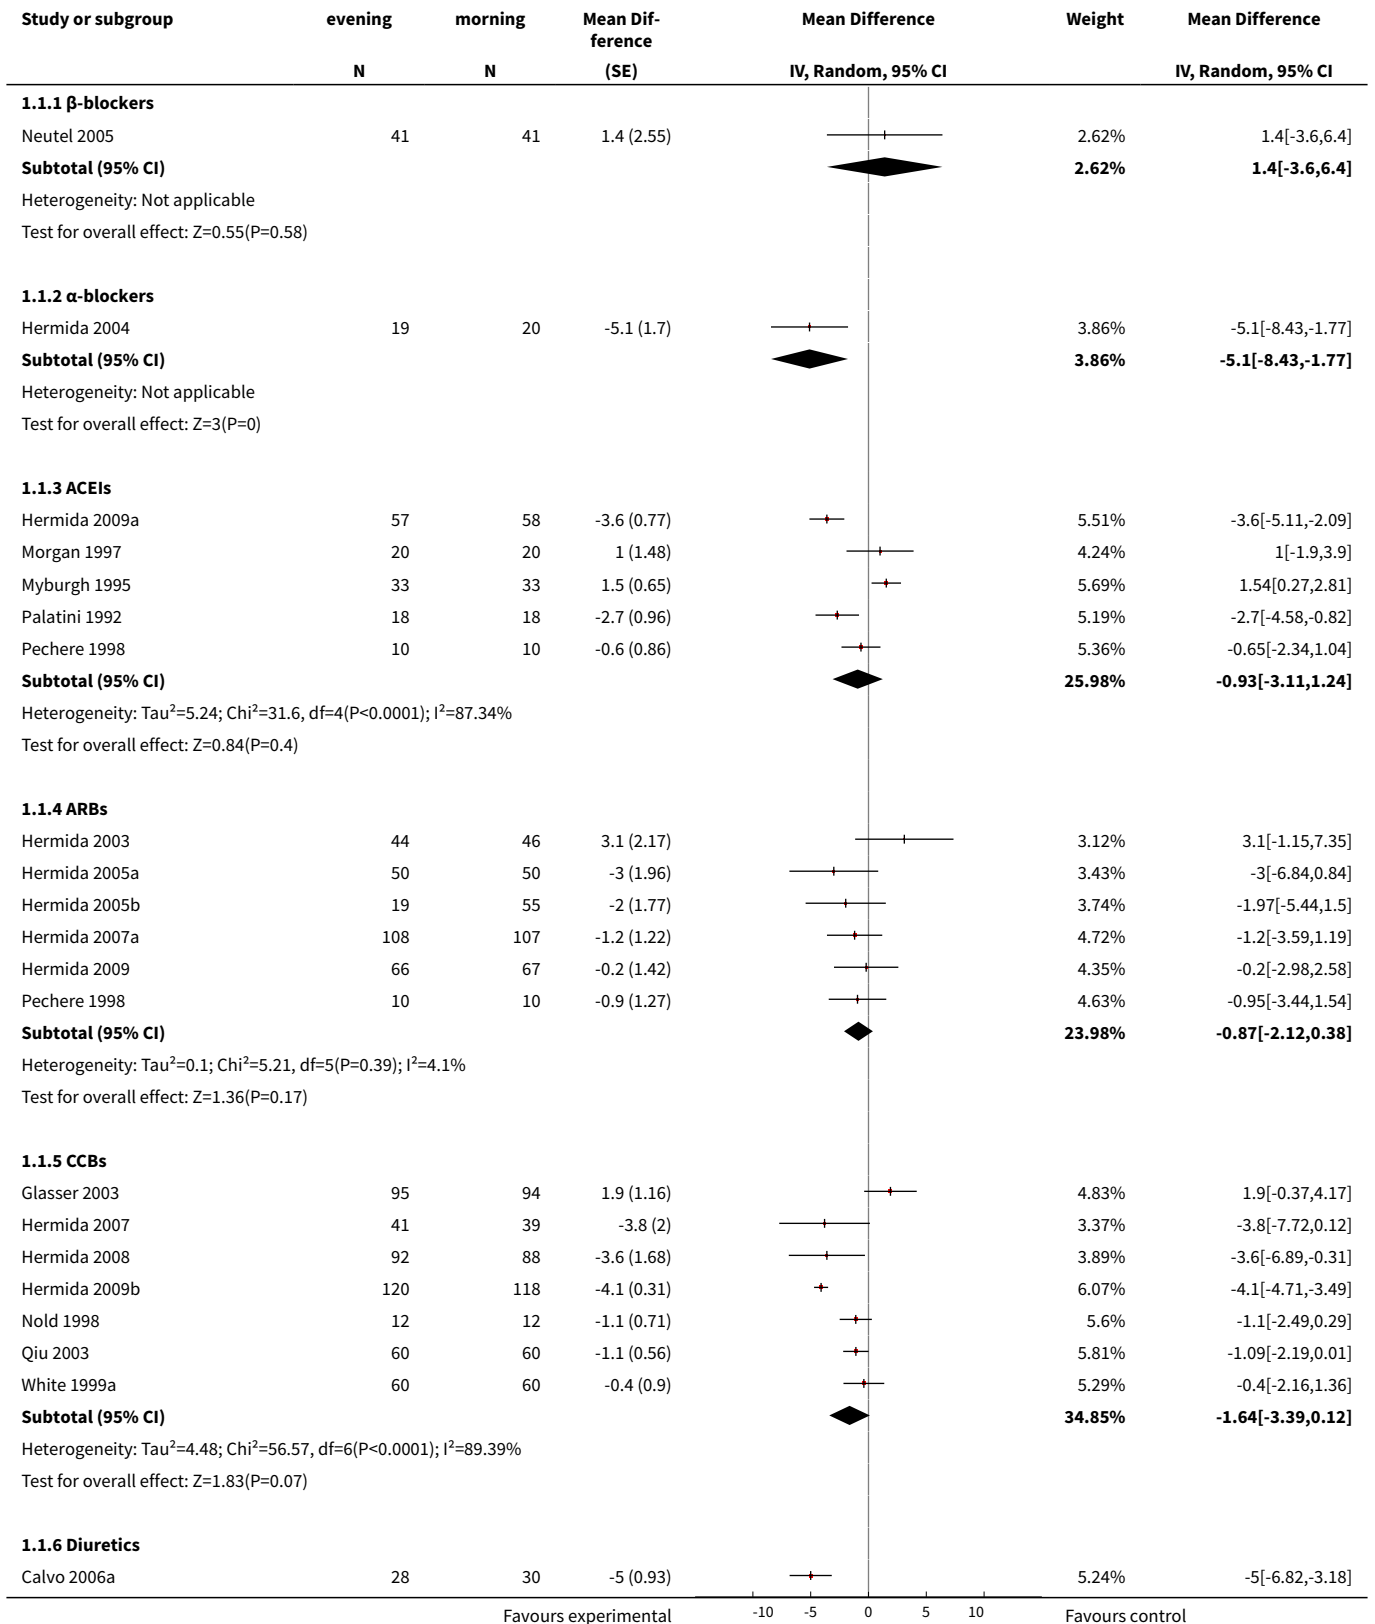 Study or subgroup evening morning Mean Dif- Mean Difference Weight Mean Difference
ference
N N (SE) IV, Random, 95% CI IV, Random, 95% CI
1.1.1 β-blockers
Neutel 2005 41 41 1.4 (2.55) 2.62% 1.4[-3.6,6.4]
Subtotal (95% CI) 2.62% 1.4[-3.6,6.4]
Heterogeneity: Not applicable
Test for overall effect: Z=0.55(P=0.58)
1.1.2 α-blockers
Hermida 2004 19 20 -5.1 (1.7) 3.86% -5.1[-8.43,-1.77]
Subtotal (95% CI) 3.86% -5.1[-8.43,-1.77]
Heterogeneity: Not applicable
Test for overall effect: Z=3(P=0)
1.1.3 ACEIs
Hermida 2009a 57 58 -3.6 (0.77) 5.51% -3.6[-5.11,-2.09]
Morgan 1997 20 20 1 (1.48) 4.24% 1[-1.9,3.9]
Myburgh 1995 33 33 1.5 (0.65) 5.69% 1.54[0.27,2.81]
Palatini 1992 18 18 -2.7 (0.96) 5.19% -2.7[-4.58,-0.82]
Pechere 1998 10 10 -0.6 (0.86) 5.36% -0.65[-2.34,1.04]
Subtotal (95% CI) 25.98% -0.93[-3.11,1.24]
Heterogeneity: Tau²=5.24; Chi²=31.6, df=4(P<0.0001); I²=87.34%
Test for overall effect: Z=0.84(P=0.4)
1.1.4 ARBs
Hermida 2003 44 46 3.1 (2.17) 3.12% 3.1[-1.15,7.35]
Hermida 2005a 50 50 -3 (1.96) 3.43% -3[-6.84,0.84]
Hermida 2005b 19 55 -2 (1.77) 3.74% -1.97[-5.44,1.5]
Hermida 2007a 108 107 -1.2 (1.22) 4.72% -1.2[-3.59,1.19]
Hermida 2009 66 67 -0.2 (1.42) 4.35% -0.2[-2.98,2.58]
Pechere 1998 10 10 -0.9 (1.27) 4.63% -0.95[-3.44,1.54]
Subtotal (95% CI) 23.98% -0.87[-2.12,0.38]
Heterogeneity: Tau²=0.1; Chi²=5.21, df=5(P=0.39); I²=4.1%
Test for overall effect: Z=1.36(P=0.17)
1.1.5 CCBs
Glasser 2003 95 94 1.9 (1.16) 4.83% 1.9[-0.37,4.17]
Hermida 2007 41 39 -3.8 (2) 3.37% -3.8[-7.72,0.12]
Hermida 2008 92 88 -3.6 (1.68) 3.89% -3.6[-6.89,-0.31]
Hermida 2009b 120 118 -4.1 (0.31) 6.07% -4.1[-4.71,-3.49]
Nold 1998 12 12 -1.1 (0.71) 5.6% -1.1[-2.49,0.29]
Qiu 2003 60 60 -1.1 (0.56) 5.81% -1.09[-2.19,0.01]
White 1999a 60 60 -0.4 (0.9) 5.29% -0.4[-2.16,1.36]
Subtotal (95% CI) 34.85% -1.64[-3.39,0.12]
Heterogeneity: Tau²=4.48; Chi²=56.57, df=6(P<0.0001); I²=89.39%
Test for overall effect: Z=1.83(P=0.07)
1.1.6 Diuretics
Calvo 2006a 28 30 -5 (0.93) 5.24% -5[-6.82,-3.18]
Favours experimental -10 -5 0 5 10 Favours control